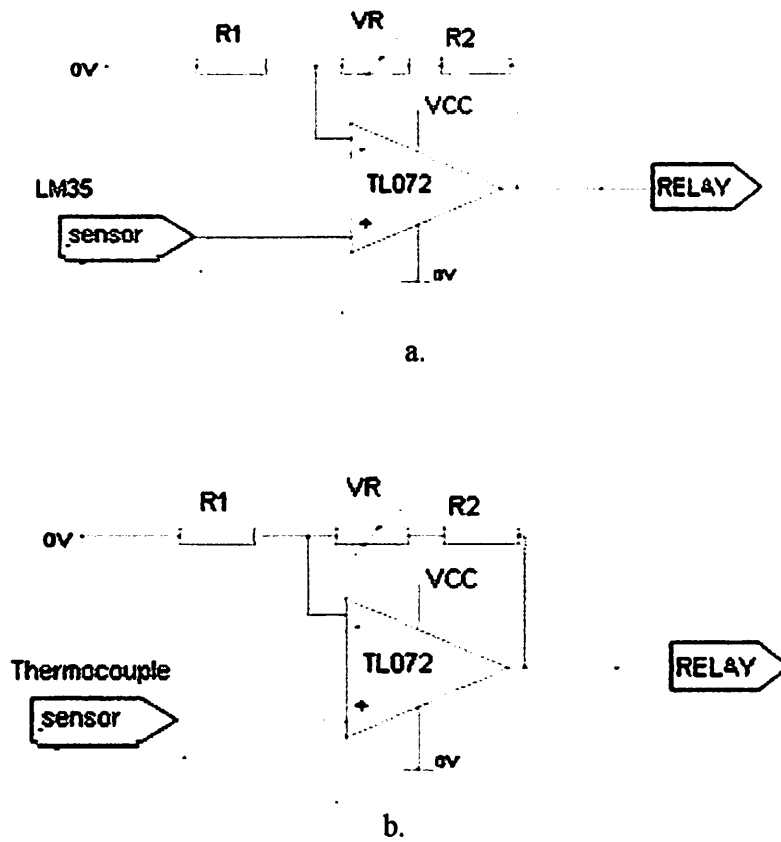 R1 VR R2
0V
VCC
-
TL072
LM35
sensor
+
RELAY
0V
a.
R1 VR R2
0V
VCC
-
TL072
Thermocouple
sensor
+
RELAY
0V
b.